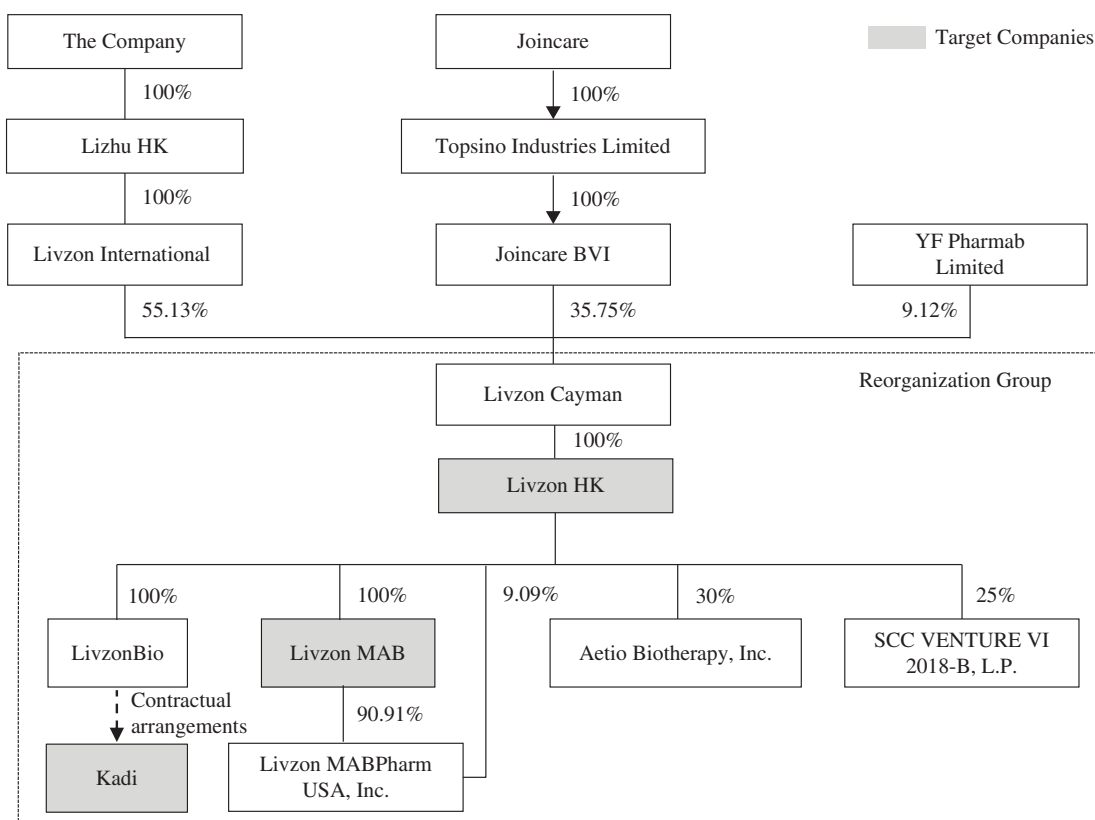 The Company
Joincare
Target Companies
100%
100%
Lizhu HK
Topsino Industries Limited
100%
100%
Livzon International
Joincare BVI
YF Pharmab
Limited
55.13%
35.75%
9.12%
Reorganization Group
Livzon Cayman
100%
Livzon HK
100%
100%
9.09%
30%
25%
LivzonBio
Livzon MAB
Aetio Biotherapy, Inc.
SCC VENTURE VI
2018-B, L.P.
Contractual
arrangements
90.91%
Kadi
Livzon MABPharm
USA, Inc.